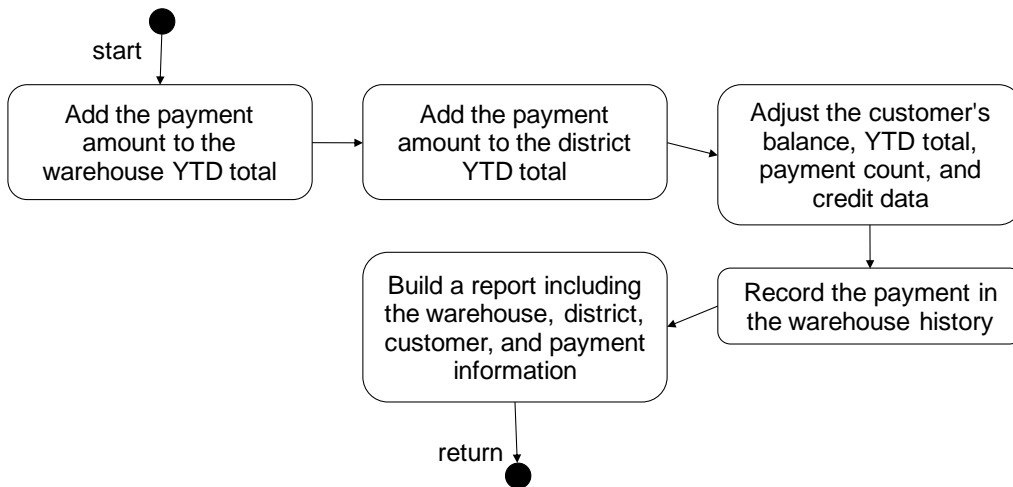 start
Add the payment
amount to the
warehouse YTD total
Add the payment
amount to the district
YTD total
Adjust the customer's
balance, YTD total,
payment count, and
credit data
Record the payment in
the warehouse history
Build a report including
the warehouse, district,
customer, and payment
information
return